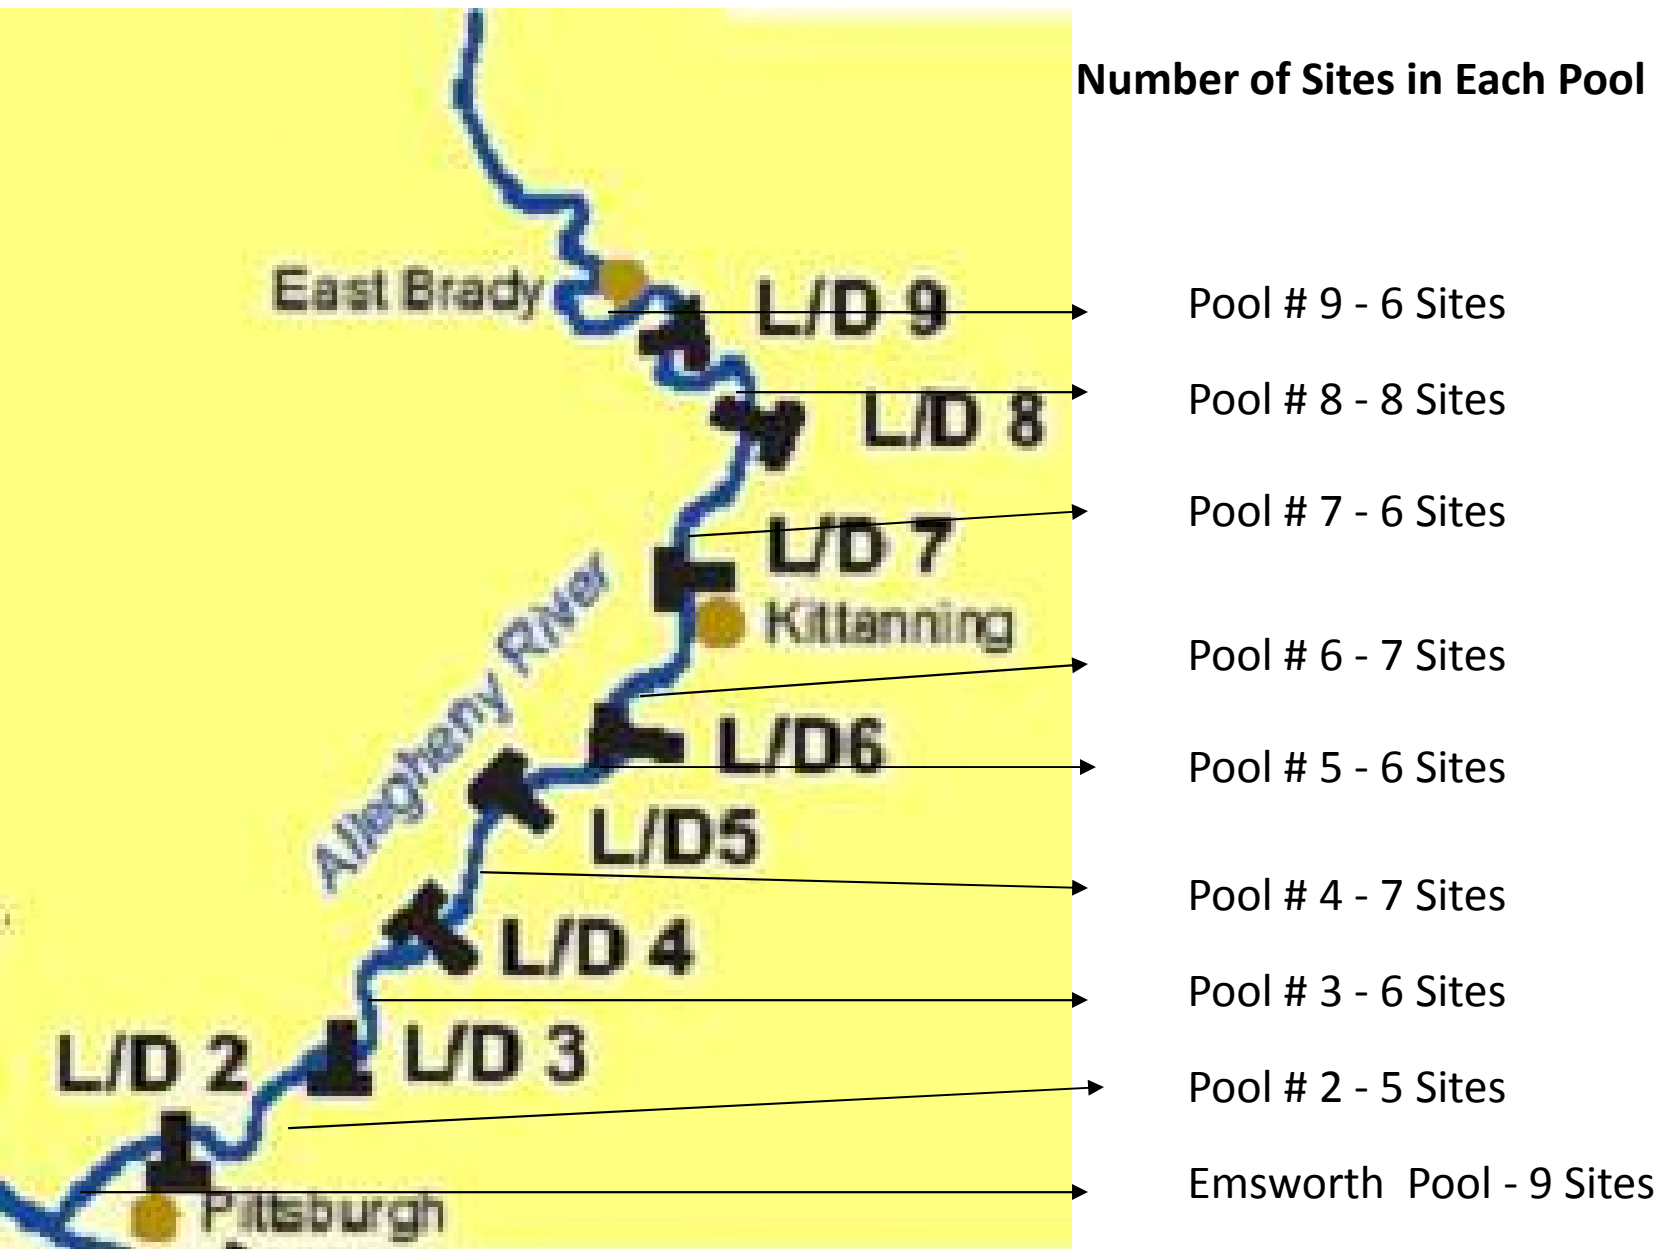 Number of Sites in Each Pool
East Brady
L/D 9
Pool # 9 - 6 Sites
L/D 8
Pool # 8 - 8 Sites
L/D 7
Pool # 7 - 6 Sites
Kittanning
Allegheny River
Pool # 6 - 7 Sites
L/D6
Pool # 5 - 6 Sites
L/D5
Pool # 4 - 7 Sites
L/D 4
Pool # 3 - 6 Sites
L/D 2
L/D 3
Pool # 2 - 5 Sites
Pittsburgh
Emsworth Pool - 9 Sites